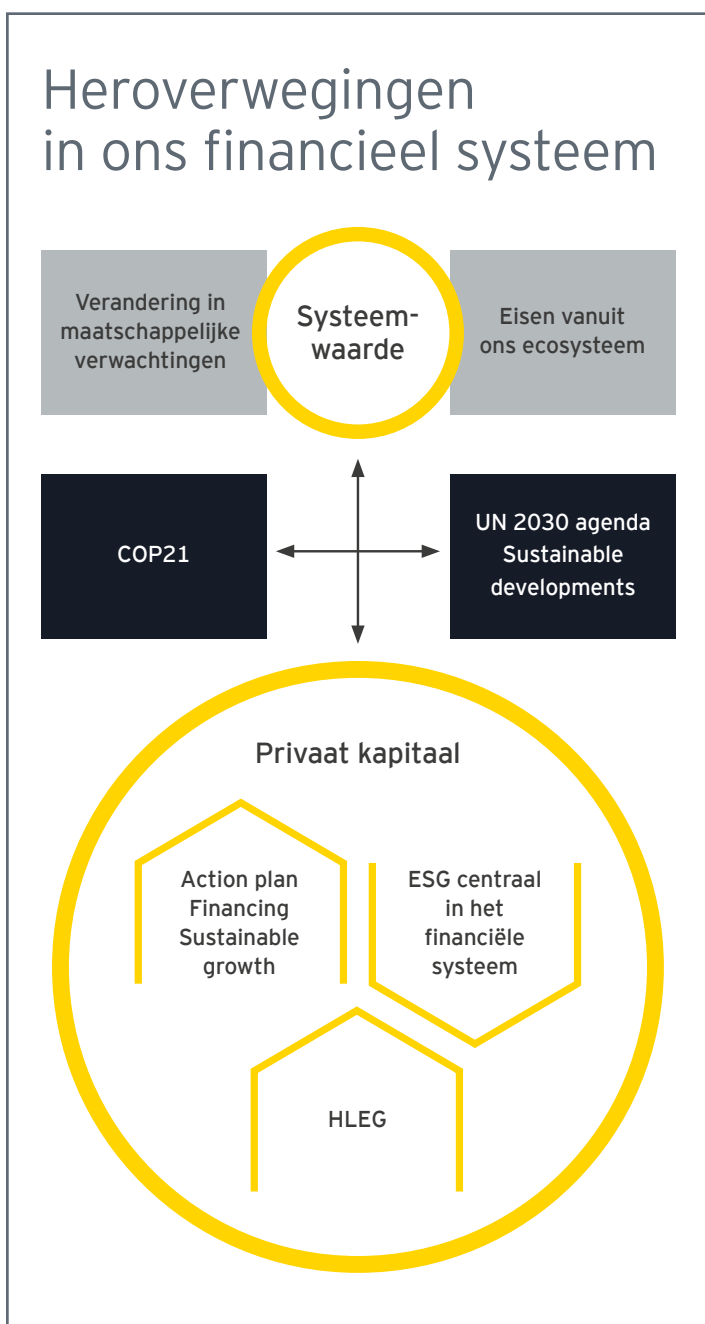 Heroverwegingen
in ons financieel systeem
Verandering in
maatschappelijke
verwachtingen
Systeem-
waarde
Eisen vanuit
ons ecosysteem
COP21
UN 2030 agenda
Sustainable
developments
Privaat kapitaal
Action plan
Financing
Sustainable
growth
ESG centraal
in het
financiële
systeem
HLEG